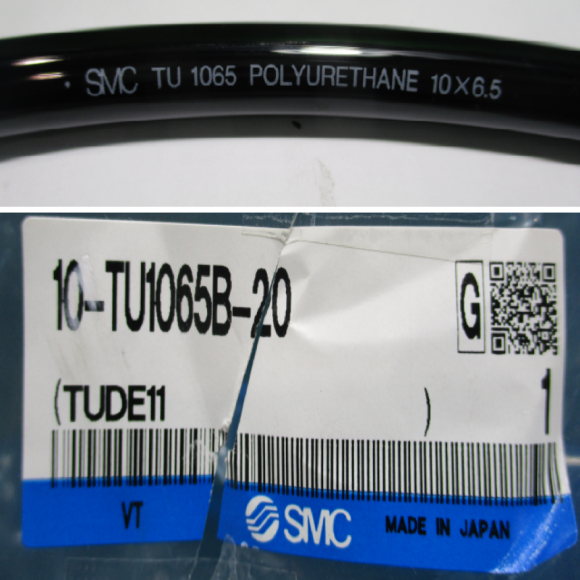 SMC TU 1065 POLYURETHANE 10×6.5
10-TU1065B-20
G
(TUDE11 )
1
VT
SMC MADE IN JAPAN